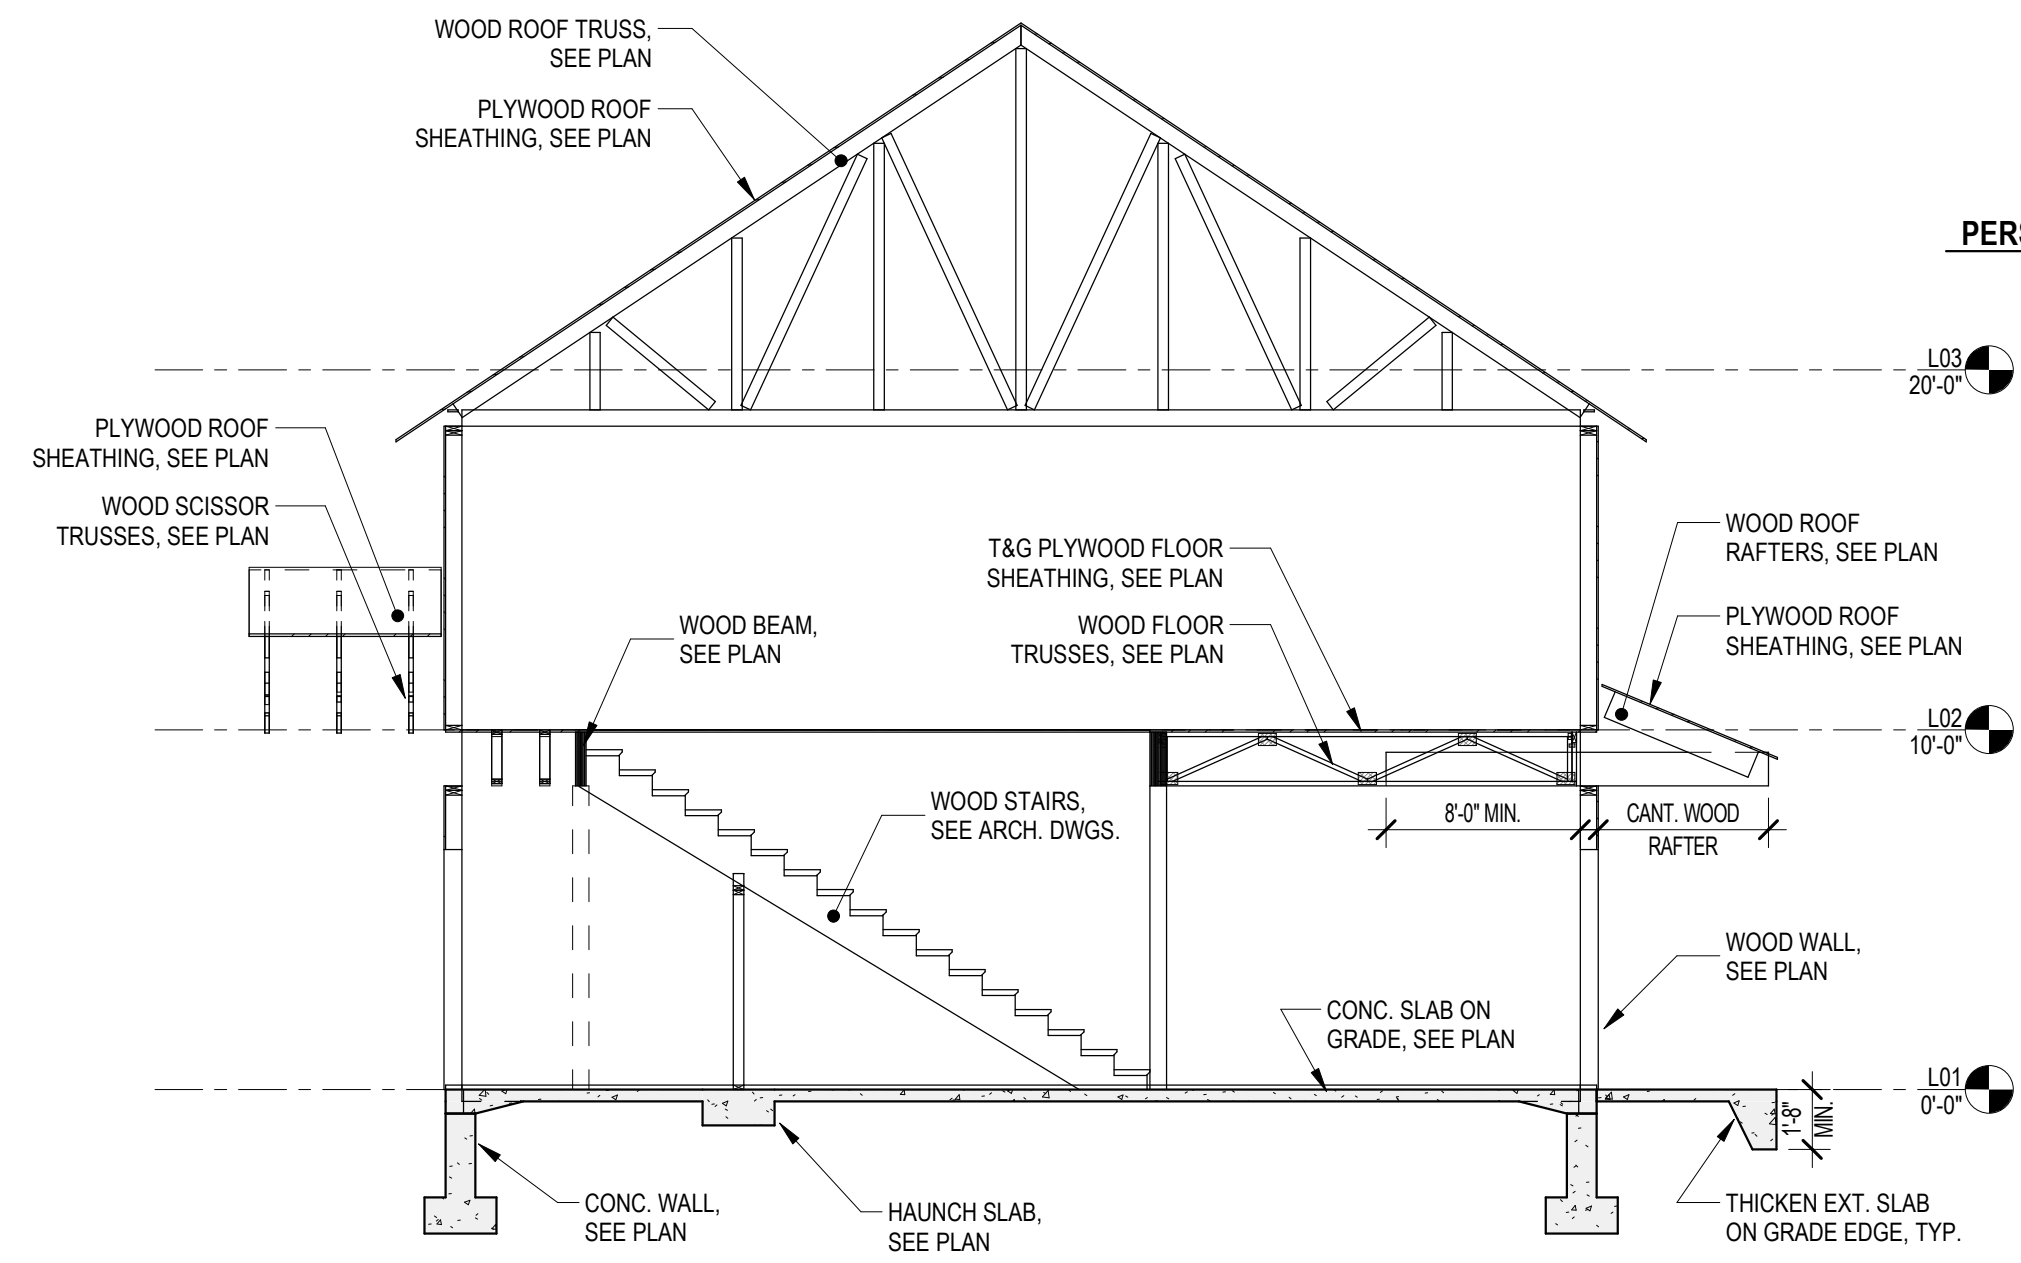 WOOD ROOF TRUSS,
SEE PLAN
PLYWOOD ROOF
SHEATHING, SEE PLAN
L03
20'-0"
PLYWOOD ROOF
SHEATHING, SEE PLAN
WOOD SCISSOR
TRUSSES, SEE PLAN
T&G PLYWOOD FLOOR
SHEATHING, SEE PLAN
WOOD FLOOR
TRUSSES, SEE PLAN
WOOD BEAM,
SEE PLAN
WOOD ROOF
RAFTERS, SEE PLAN
PLYWOOD ROOF
SHEATHING, SEE PLAN
L02
10'-0"
WOOD STAIRS,
SEE ARCH. DWGS.
8'-0" MIN.
CANT. WOOD
RAFTER
WOOD WALL,
SEE PLAN
CONC. SLAB ON
GRADE, SEE PLAN
L01
0'-0"
1'-8"
MIN.
CONC. WALL,
SEE PLAN
HAUNCH SLAB,
SEE PLAN
THICKEN EXT. SLAB
ON GRADE EDGE, TYP.